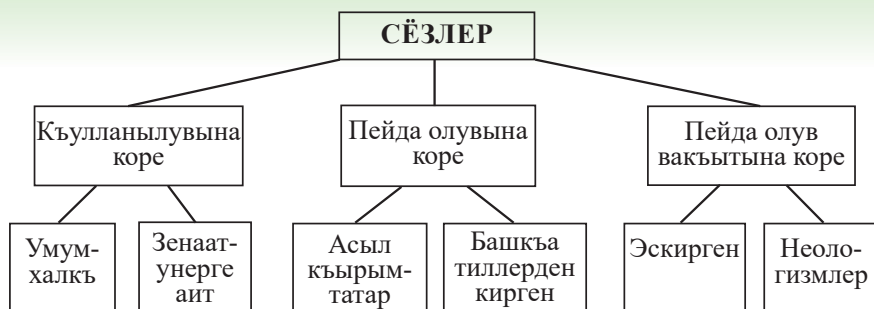 СЁЗЛЕР
Къулланылувына
коре
Пейда олувына
коре
Пейда олув
вакъытына коре
Умум-
халкъ
Зенаат-
унерге
аит
Асыл
къырым-
татар
Башкъа
тиллерден
кирген
Эскирген
Неоло-
гизмлер